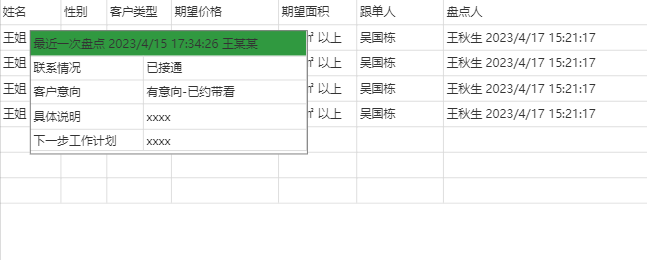 姓名 性别 客户类型 期望价格 期望面积 跟单人 盘点人
王姐 ㎡ 以上 吴国栋 王秋生 2023/4/17 15:21:17
最近一次盘点 2023/4/15 17:34:26 王某某
王姐 ㎡ 以上 吴国栋 王秋生 2023/4/17 15:21:17
联系情况 已接通
王姐 ㎡ 以上 吴国栋 王秋生 2023/4/17 15:21:17
客户意向 有意向-已约带看
王姐 ㎡ 以上 吴国栋 王秋生 2023/4/17 15:21:17
具体说明 xxxx
下一步工作计划 xxxx